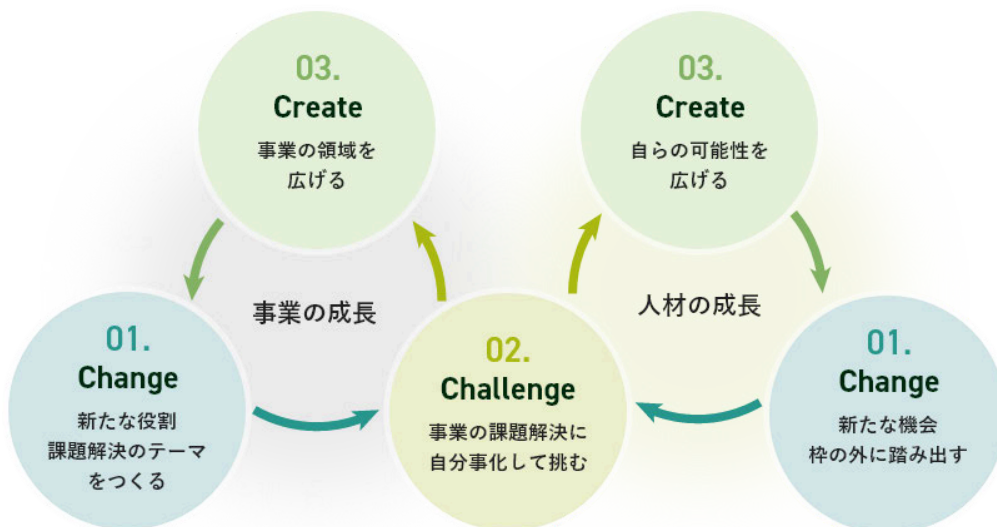 03.
Create
事業の領域を
広げる
03.
Create
自らの可能性を
広げる
事業の成長
人材の成長
01.
Change
新たな役割
課題解決のテーマ
をつくる
02.
Challenge
事業の課題解決に
自分事化して挑む
01.
Change
新たな機会
枠の外に踏み出す